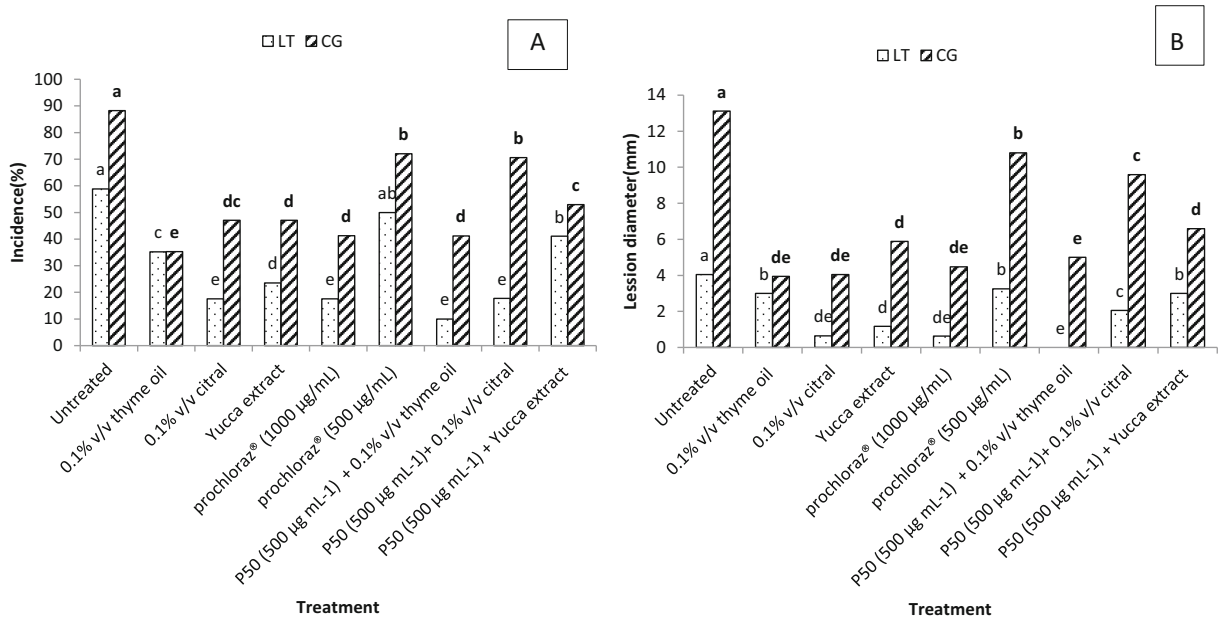 LT CG
A
Incidence(%)
100
90
80
70
60
50
40
30
20
10
0
a
a
c
e
e
dc
d
d
e
d
ab
b
e
d
e
b
b
c
Untreated
0.1% v/v thyme oil
0.1% v/v citral
Yucca extract
prochloraz® (1000 µg/mL)
prochloraz® (500 µg/mL)
P50 (500 µg mL-1) + 0.1% v/v thyme oil
P50 (500 µg mL-1)+ 0.1% v/v citral
P50 (500 µg mL-1) + Yucca extract
Treatment
LT CG
B
Lession diameter(mm)
14
12
10
8
6
4
2
0
a
a
b
de
de
de
d
d
de
de
b
b
e
e
c
c
b
d
Untreated
0.1% v/v thyme oil
0.1% v/v citral
Yucca extract
prochloraz® (1000 µg/mL)
prochloraz® (500 µg/mL)
P50 (500 µg mL-1) + 0.1% v/v thyme oil
P50 (500 µg mL-1)+ 0.1% v/v citral
P50 (500 µg mL-1) + Yucca extract
Treatment